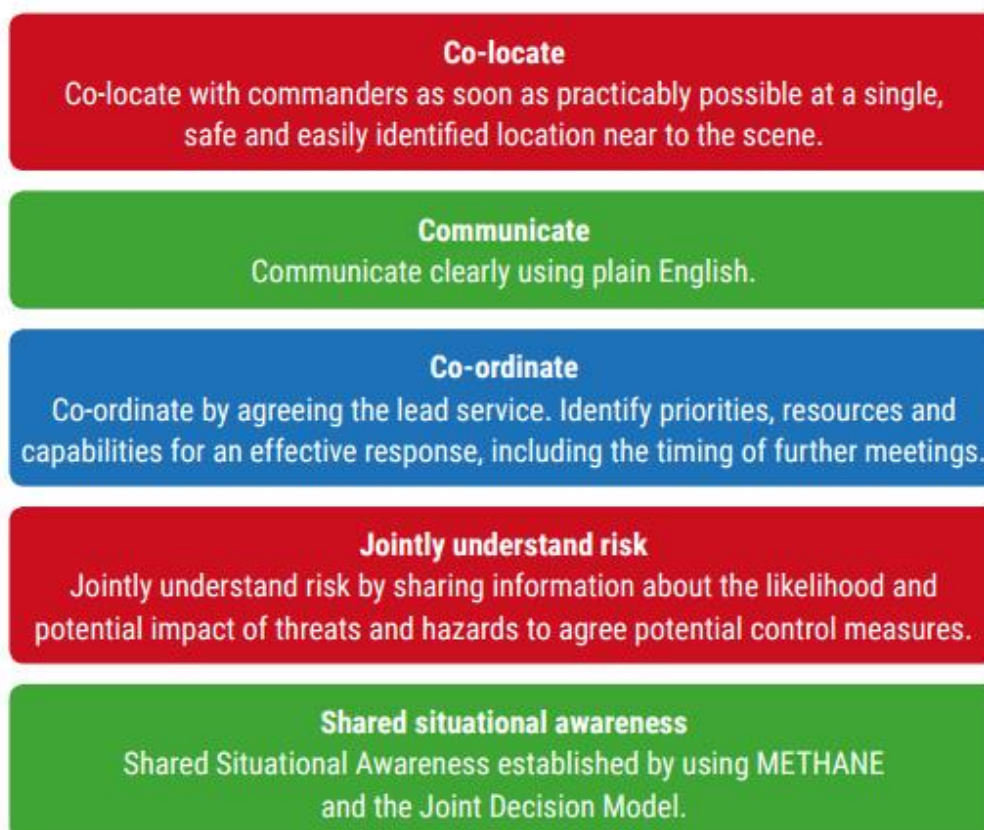 Co-locate
Co-locate with commanders as soon as practicably possible at a single,
safe and easily identified location near to the scene.
Communicate
Communicate clearly using plain English.
Co-ordinate
Co-ordinate by agreeing the lead service. Identify priorities, resources and
capabilities for an effective response, including the timing of further meetings.
Jointly understand risk
Jointly understand risk by sharing information about the likelihood and
potential impact of threats and hazards to agree potential control measures.
Shared situational awareness
Shared Situational Awareness established by using METHANE
and the Joint Decision Model.